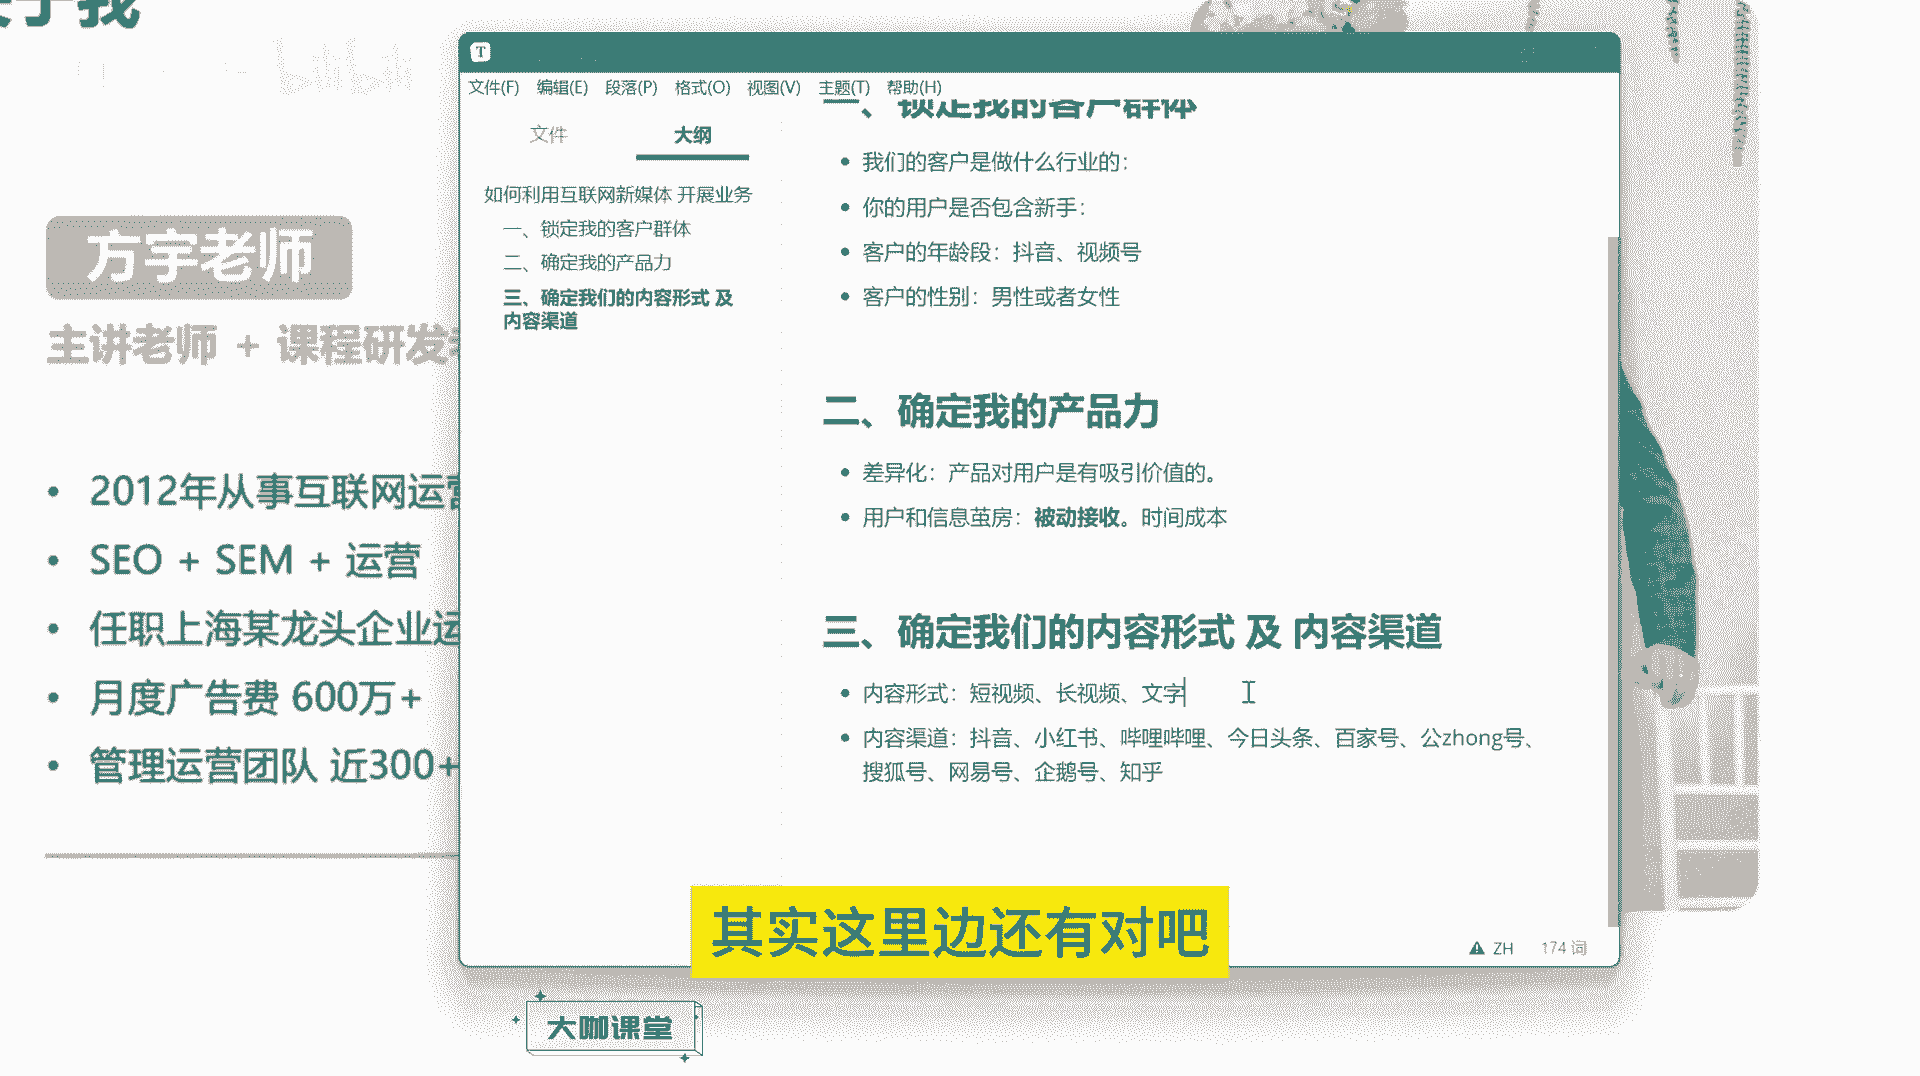 于我
bilibili
方宇老师
主讲老师 + 课程研发
2012年从事互联网运营
SEO + SEM + 运营
任职上海某龙头企业运
月度广告费 600万+
管理运营团队 近300+
T
文件(F) 编辑(E) 段落(P) 格式(O) 视图(V) 主题(T) 帮助(H)
文件 大纲
如何利用互联网新媒体 开展业务
一、锁定我的客户群体
二、确定我的产品力
三、确定我们的内容形式 及
内容渠道
一、锁定我的客户群体
我们的客户是做什么行业的：
你的用户是否包含新手：
客户的年龄段：抖音、视频号
客户的性别：男性或者女性
二、确定我的产品力
差异化：产品对用户是有吸引价值的。
用户和信息茧房：被动接收。时间成本
三、确定我们的内容形式 及 内容渠道
内容形式：短视频、长视频、文字
内容渠道：抖音、小红书、哔哩哔哩、今日头条、百家号、公zhong号、
搜狐号、网易号、企鹅号、知乎
ZH 174 词
其实这里边还有对吧
大咖课堂